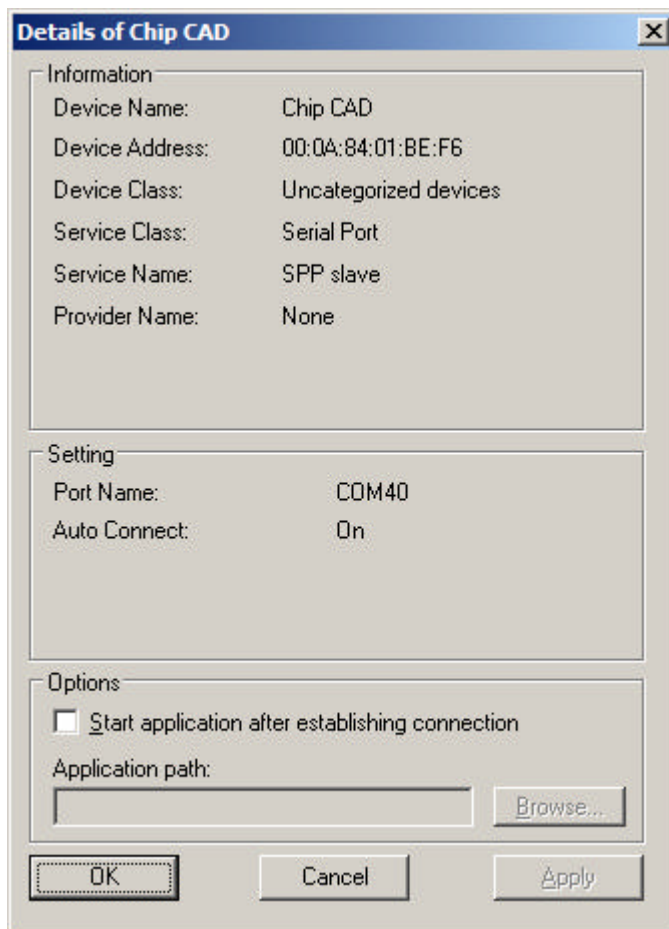 Details of Chip CAD
Information
Device Name: Chip CAD
Device Address: 00:0A:84:01:BE:F6
Device Class: Uncategorized devices
Service Class: Serial Port
Service Name: SPP slave
Provider Name: None
Setting
Port Name: COM40
Auto Connect: On
Options
Start application after establishing connection
Application path:
Browse...
OK Cancel Apply